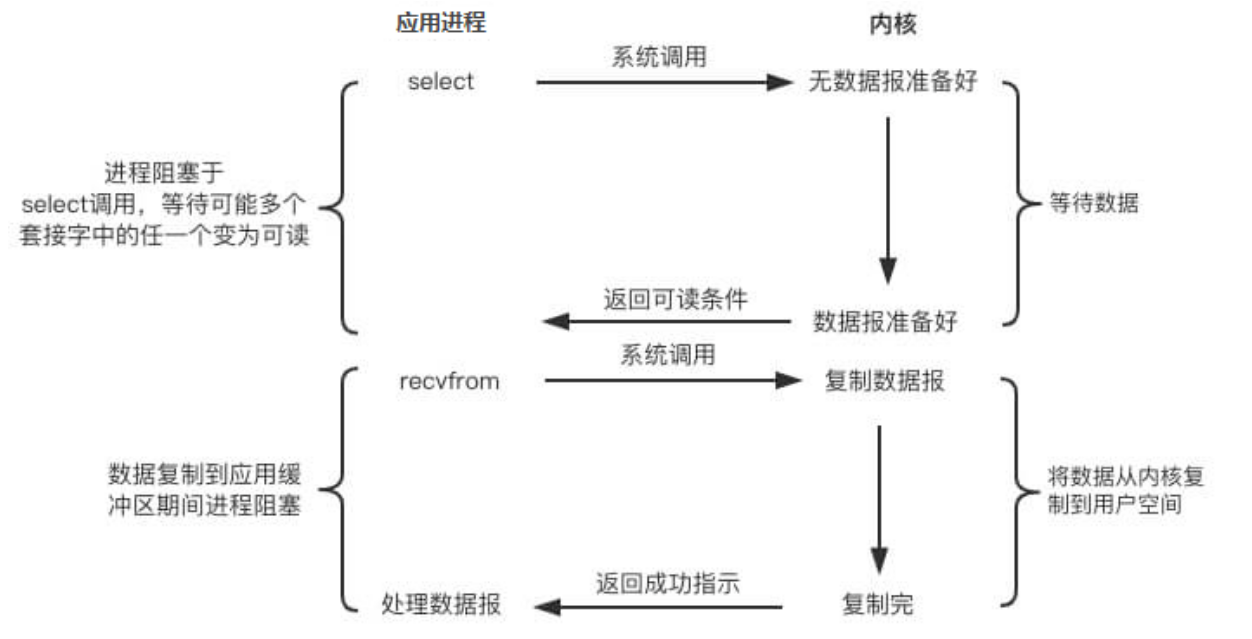 应用进程
内核
系统调用
select
无数据报准备好
进程阻塞于
select调用，等待可能多个
套接字中的任一个变为可读
等待数据
返回可读条件
数据报准备好
系统调用
recvfrom
复制数据报
数据复制到应用缓
冲区期间进程阻塞
将数据从内核复
制到用户空间
返回成功指示
处理数据报
复制完